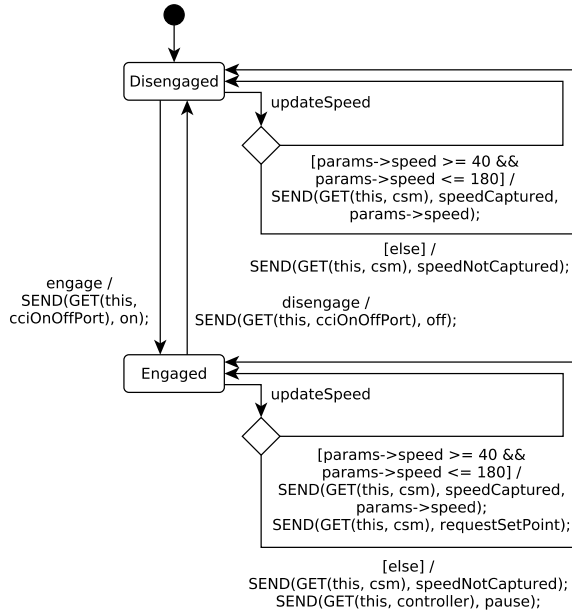 Disengaged
updateSpeed
[params->speed >= 40 &&
params->speed <= 180] /
SEND(GET(this, csm), speedCaptured,
params->speed);
[else] /
SEND(GET(this, csm), speedNotCaptured);
engage /
SEND(GET(this,
cciOnOffPort), on);
disengage /
SEND(GET(this, cciOnOffPort), off);
Engaged
updateSpeed
[params->speed >= 40 &&
params->speed <= 180] /
SEND(GET(this, csm), speedCaptured,
params->speed);
SEND(GET(this, csm), requestSetPoint);
[else] /
SEND(GET(this, csm), speedNotCaptured);
SEND(GET(this, controller), pause);